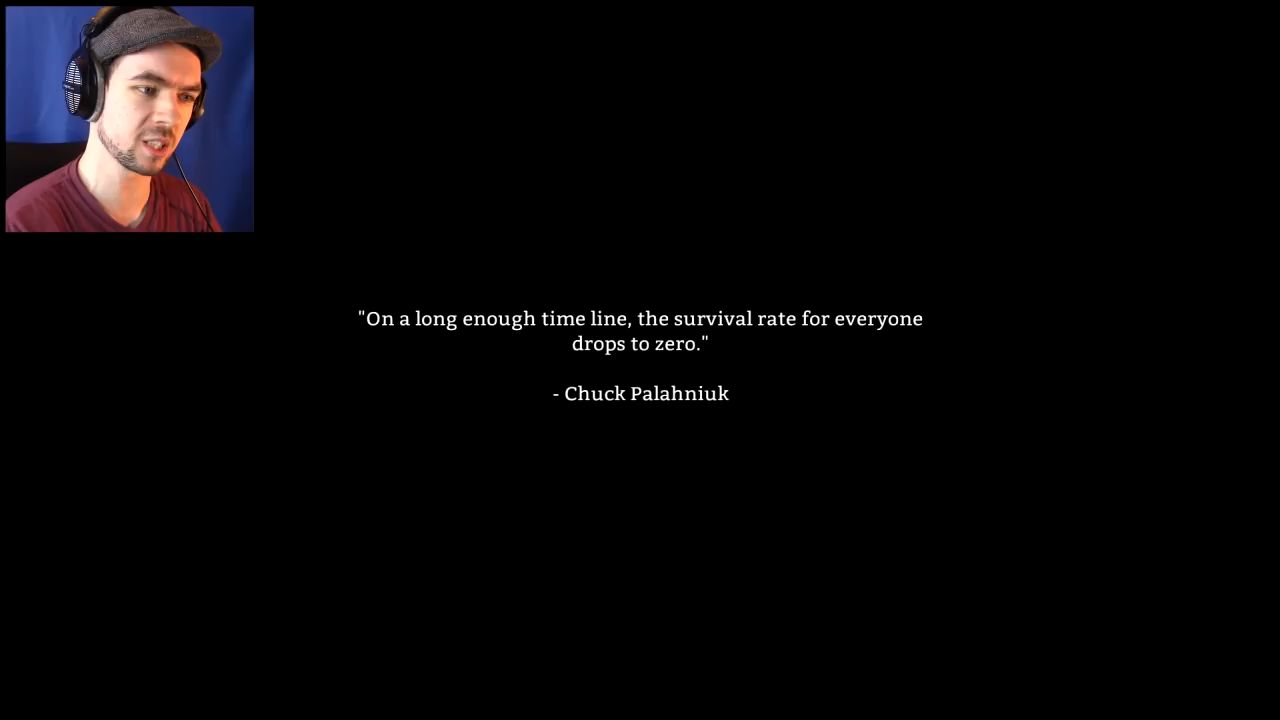 "On a long enough time line, the survival rate for everyone
drops to zero."
- Chuck Palahniuk